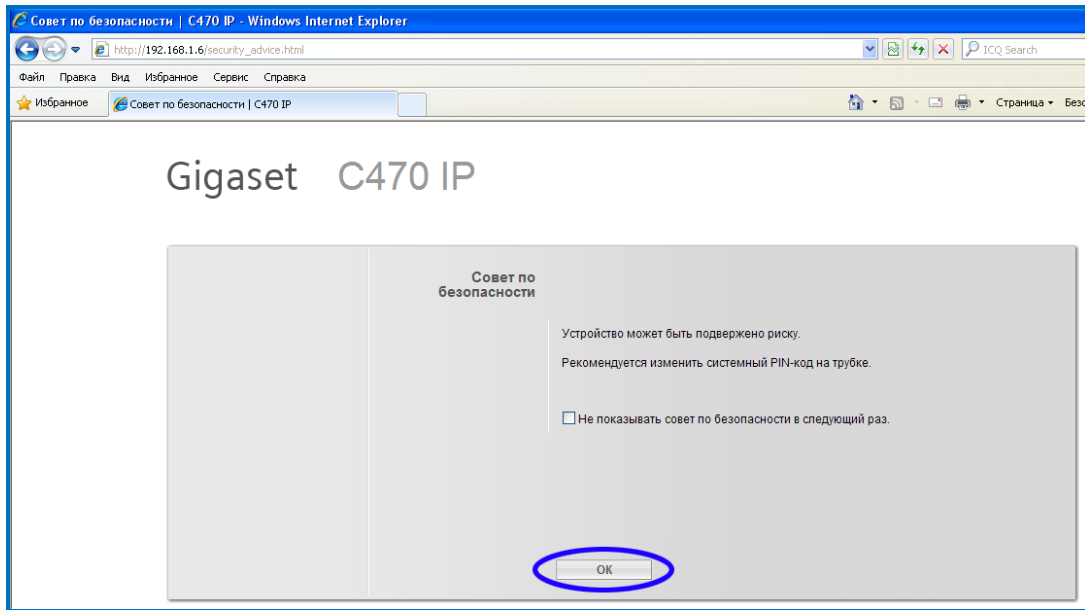 Совет по безопасности | C470 IP - Windows Internet Explorer
http://192.168.1.6/security_advice.html
ICQ Search
Файл Правка Вид Избранное Сервис Справка
Избранное Совет по безопасности | C470 IP Страница Безо
Gigaset C470 IP
Совет по
безопасности
Устройство может быть подвержено риску.
Рекомендуется изменить системный PIN-код на трубке.
Не показывать совет по безопасности в следующий раз.
OK